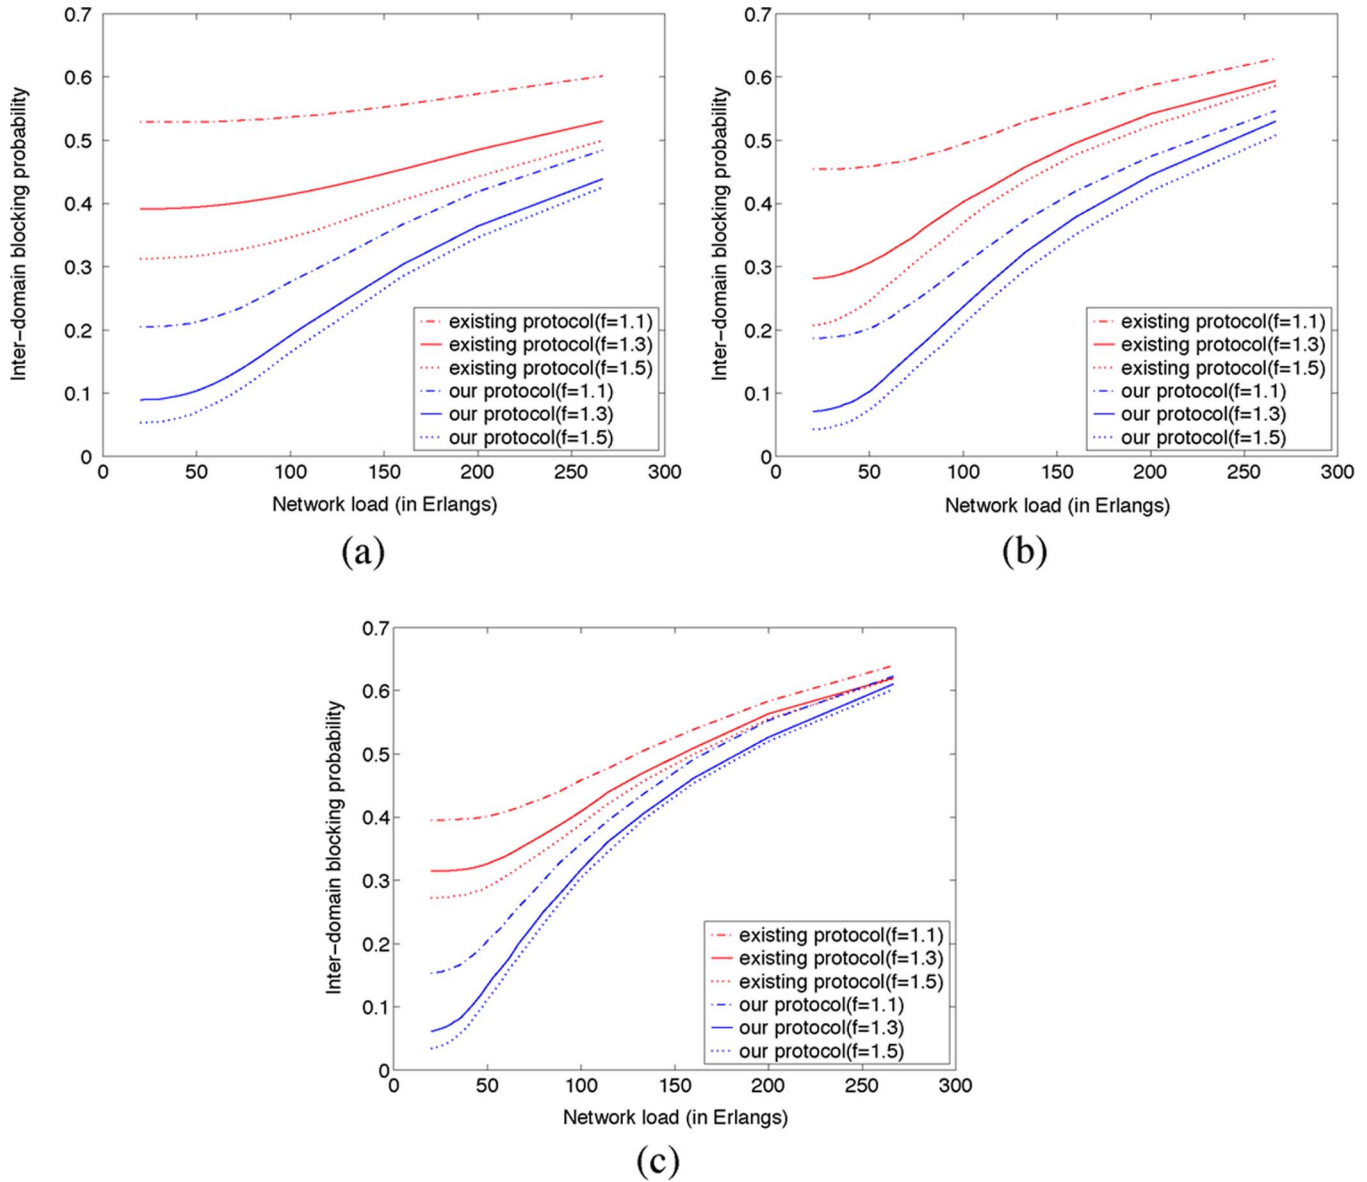 0.7
0.6
0.5
0.4
0.3
0.2
0.1
0
Inter-domain blocking probability
existing protocol(f=1.1)
existing protocol(f=1.3)
existing protocol(f=1.5)
our protocol(f=1.1)
our protocol(f=1.3)
our protocol(f=1.5)
0 50 100 150 200 250 300
Network load (in Erlangs)
(a)
0.7
0.6
0.5
0.4
0.3
0.2
0.1
0
Inter-domain blocking probability
existing protocol(f=1.1)
existing protocol(f=1.3)
existing protocol(f=1.5)
our protocol(f=1.1)
our protocol(f=1.3)
our protocol(f=1.5)
0 50 100 150 200 250 300
Network load (in Erlangs)
(b)
0.7
0.6
0.5
0.4
0.3
0.2
0.1
0
Inter-domain blocking probability
existing protocol(f=1.1)
existing protocol(f=1.3)
existing protocol(f=1.5)
our protocol(f=1.1)
our protocol(f=1.3)
our protocol(f=1.5)
0 50 100 150 200 250 300
Network load (in Erlangs)
(c)